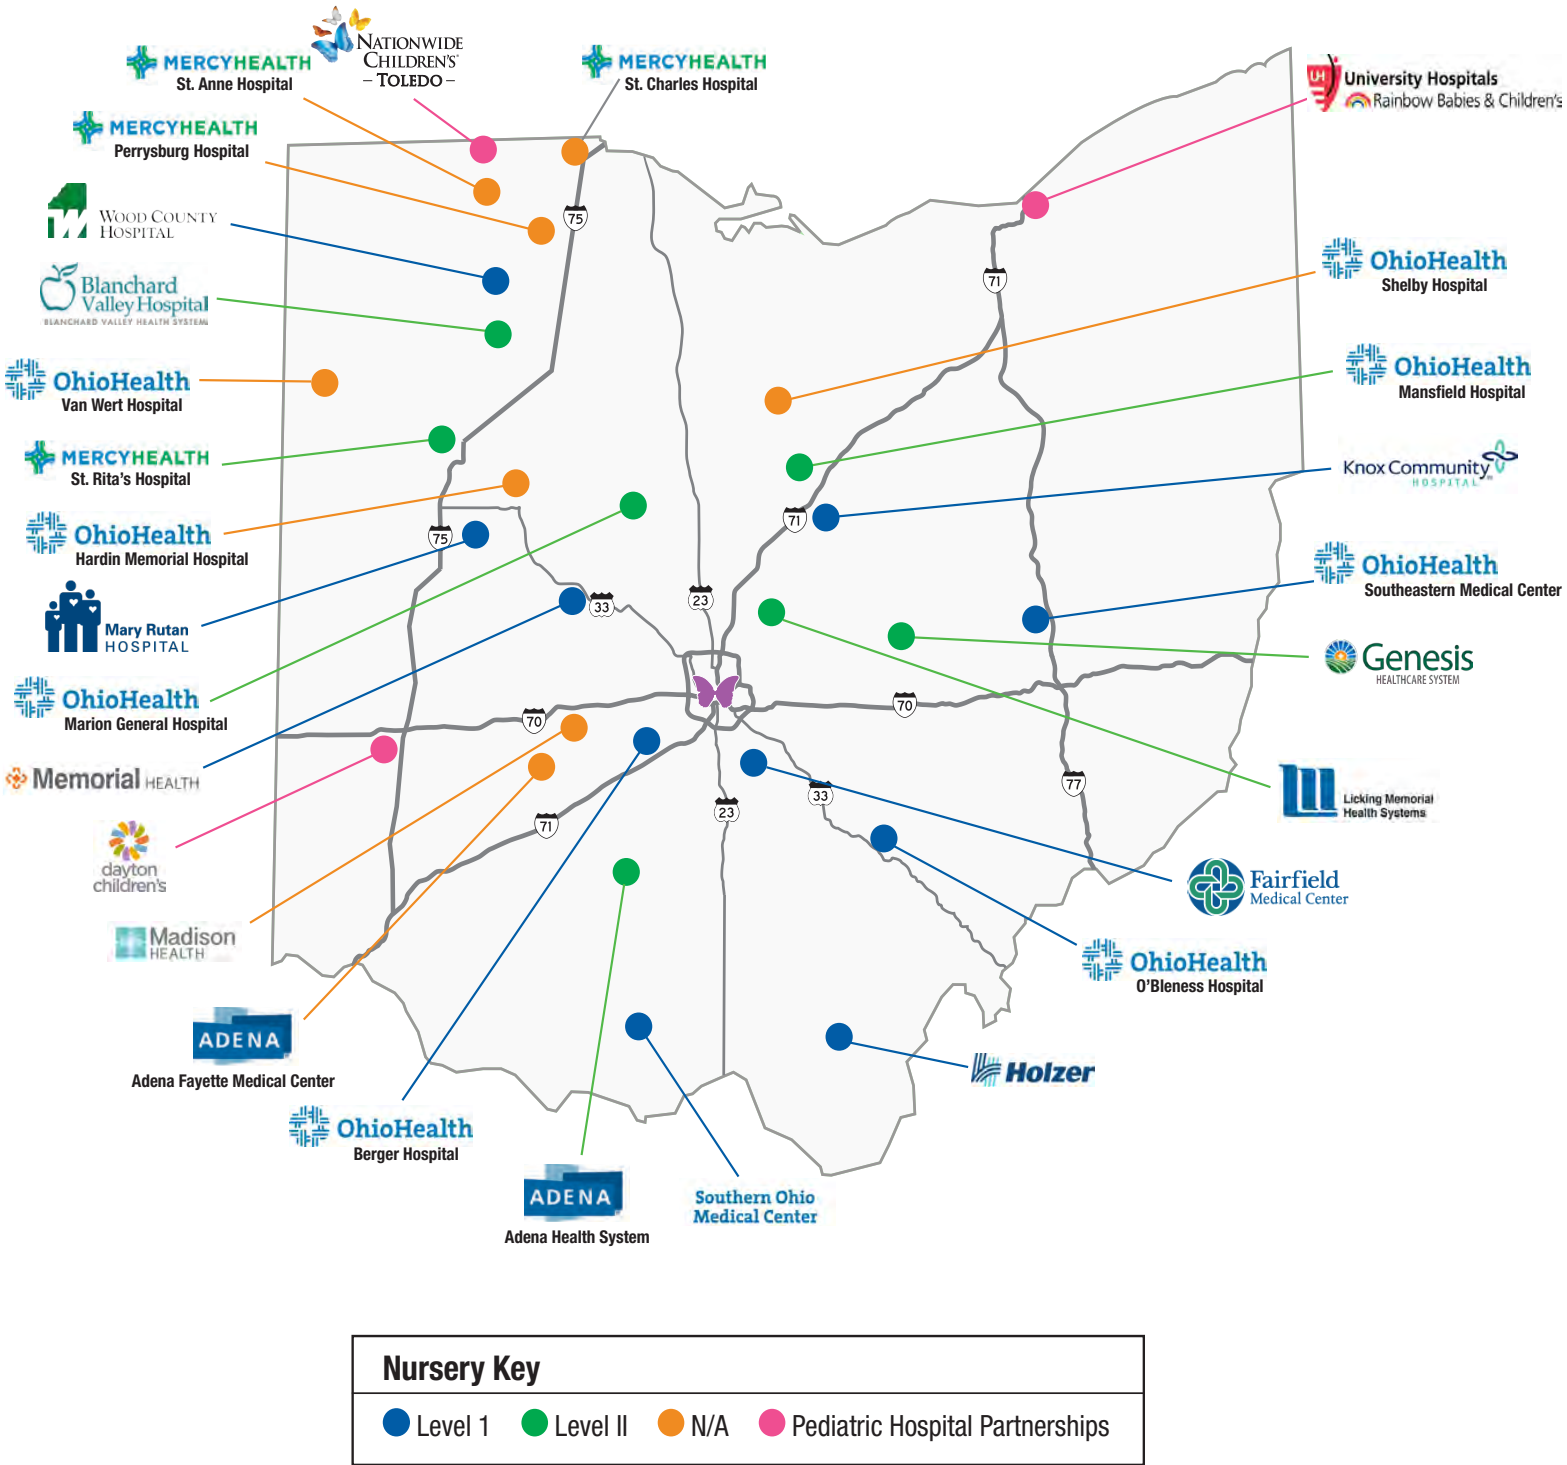 NATIONWIDE
CHILDREN'S
– TOLEDO –
MERCYHEALTH
St. Anne Hospital
MERCYHEALTH
St. Charles Hospital
UH
University Hospitals
Rainbow Babies & Children's
MERCYHEALTH
Perrysburg Hospital
WOOD COUNTY
HOSPITAL
Blanchard
Valley Hospital
BLANCHARD VALLEY HEALTH SYSTEM
OhioHealth
Van Wert Hospital
MERCYHEALTH
St. Rita's Hospital
OhioHealth
Hardin Memorial Hospital
Mary Rutan
HOSPITAL
OhioHealth
Marion General Hospital
Memorial HEALTH
dayton
children's
Madison
HEALTH
ADENA
Adena Fayette Medical Center
OhioHealth
Berger Hospital
ADENA
Adena Health System
Southern Ohio
Medical Center
Holzer
OhioHealth
O'Bleness Hospital
Fairfield
Medical Center
Licking Memorial
Health Systems
Genesis
HEALTHCARE SYSTEM
OhioHealth
Southeastern Medical Center
Knox Community
HOSPITAL
OhioHealth
Mansfield Hospital
OhioHealth
Shelby Hospital
75
71
71
75
33
23
70
70
71
23
33
77
Nursery Key
Level 1
Level II
N/A
Pediatric Hospital Partnerships